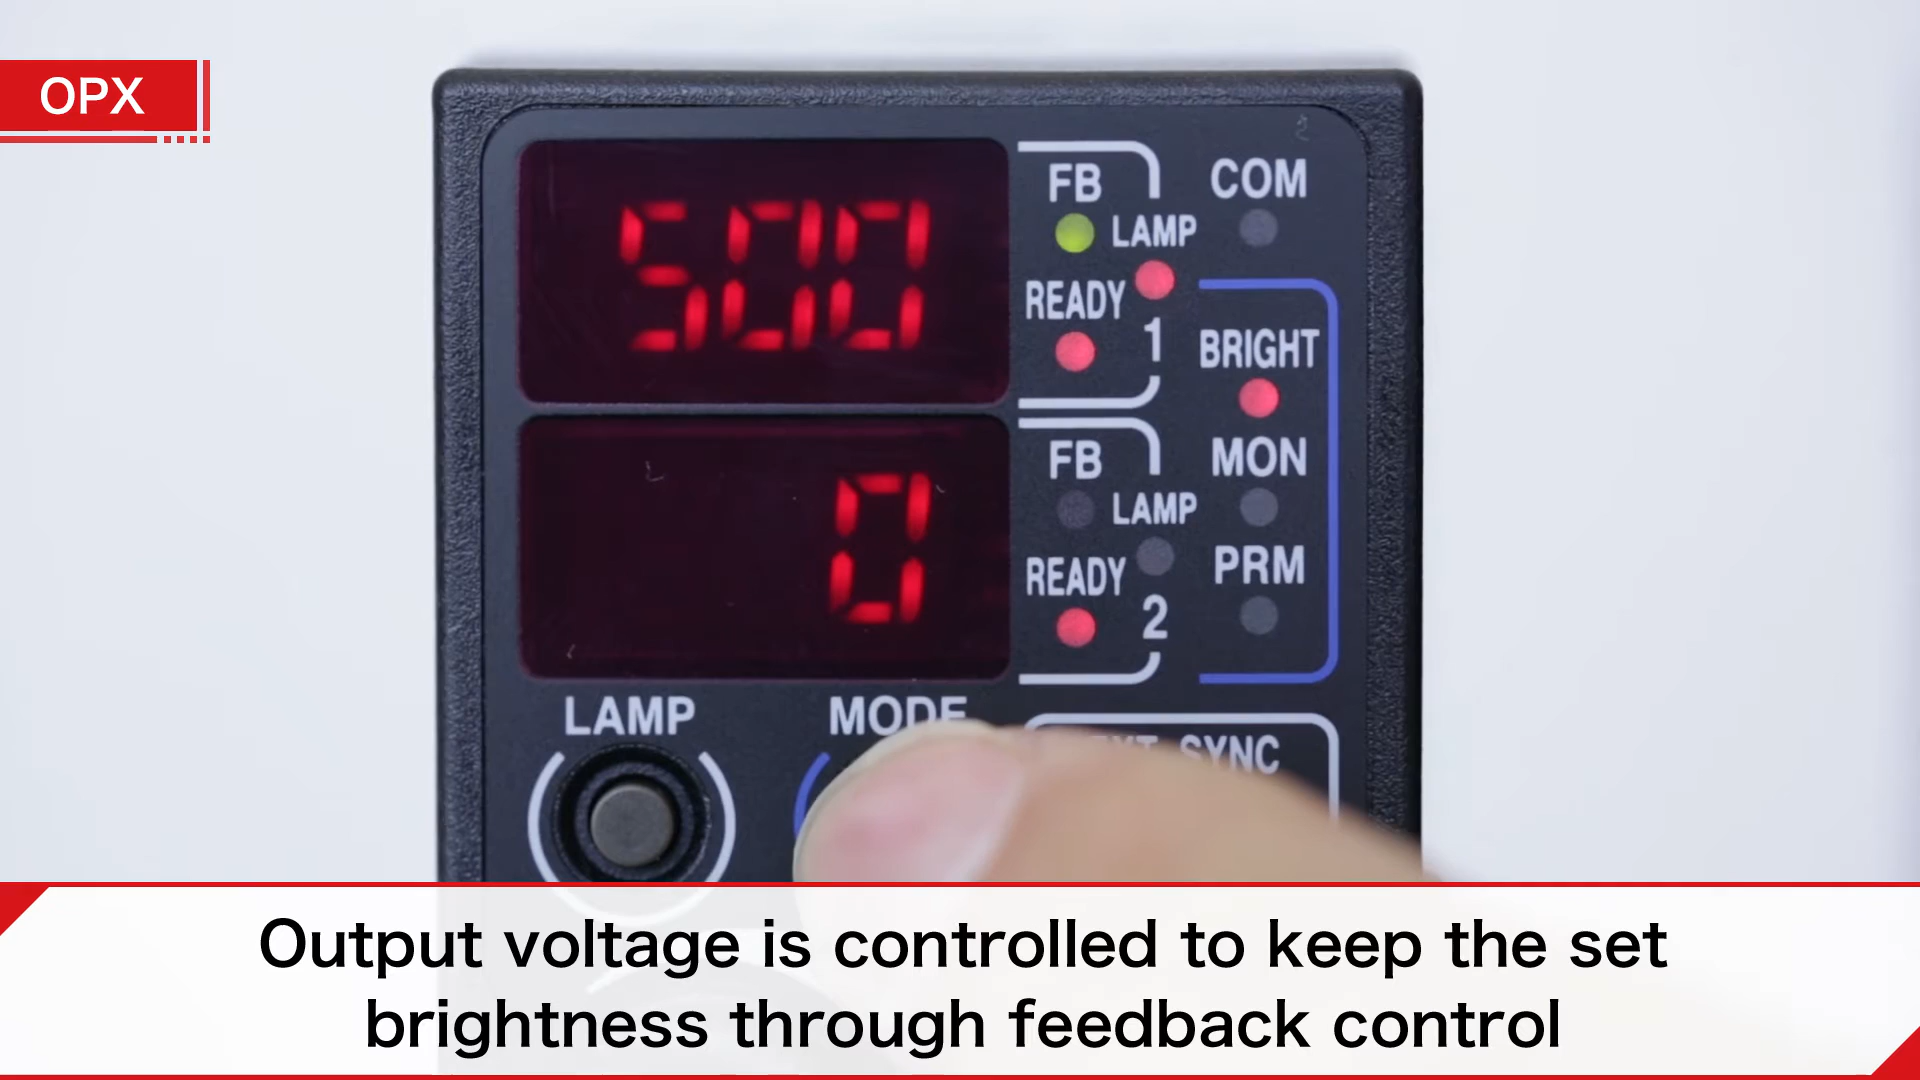 OPX
500
FB
LAMP
COM
READY
1
BRIGHT
0
FB
LAMP
MON
READY
2
PRM
LAMP
MODE
EXT SYNC
Output voltage is controlled to keep the set
brightness through feedback control